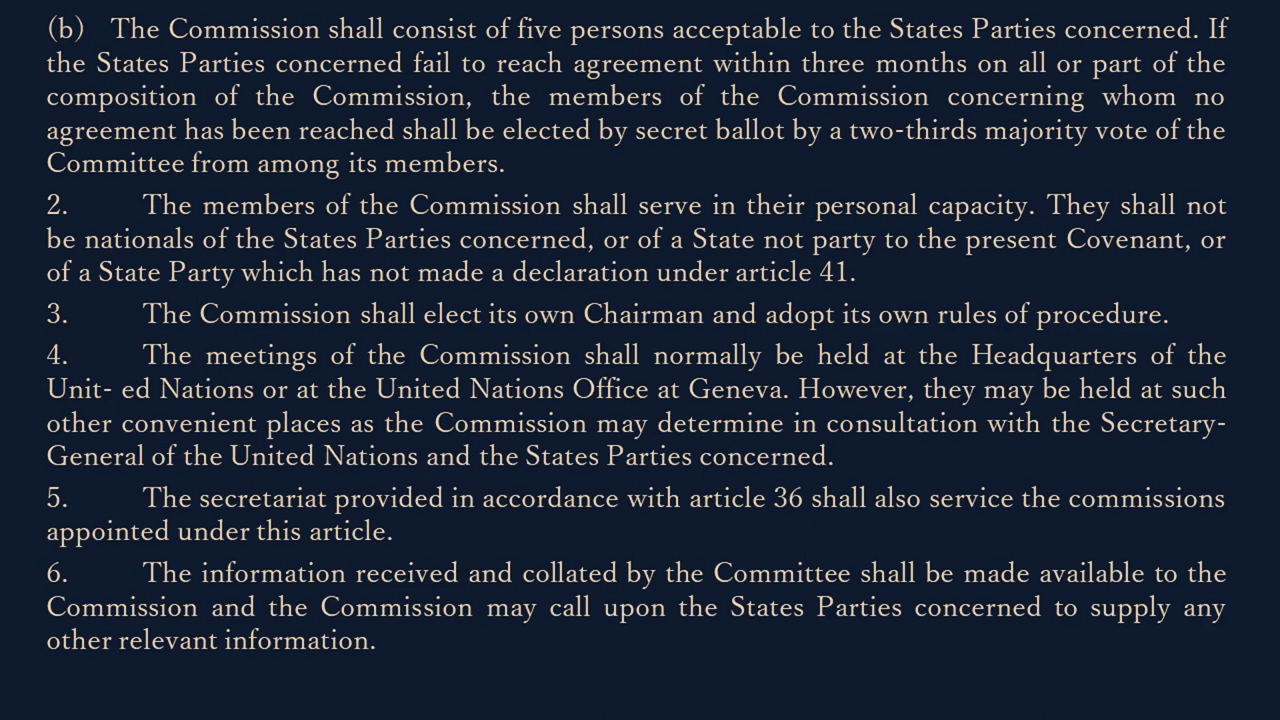 (b) The Commission shall consist of five persons acceptable to the States Parties concerned. If
the States Parties concerned fail to reach agreement within three months on all or part of the
composition of the Commission, the members of the Commission concerning whom no
agreement has been reached shall be elected by secret ballot by a two-thirds majority vote of the
Committee from among its members.
2. The members of the Commission shall serve in their personal capacity. They shall not
be nationals of the States Parties concerned, or of a State not party to the present Covenant, or
of a State Party which has not made a declaration under article 41.
3. The Commission shall elect its own Chairman and adopt its own rules of procedure.
4. The meetings of the Commission shall normally be held at the Headquarters of the
Unit- ed Nations or at the United Nations Office at Geneva. However, they may be held at such
other convenient places as the Commission may determine in consultation with the Secretary-
General of the United Nations and the States Parties concerned.
5. The secretariat provided in accordance with article 36 shall also service the commissions
appointed under this article.
6. The information received and collated by the Committee shall be made available to the
Commission and the Commission may call upon the States Parties concerned to supply any
other relevant information.